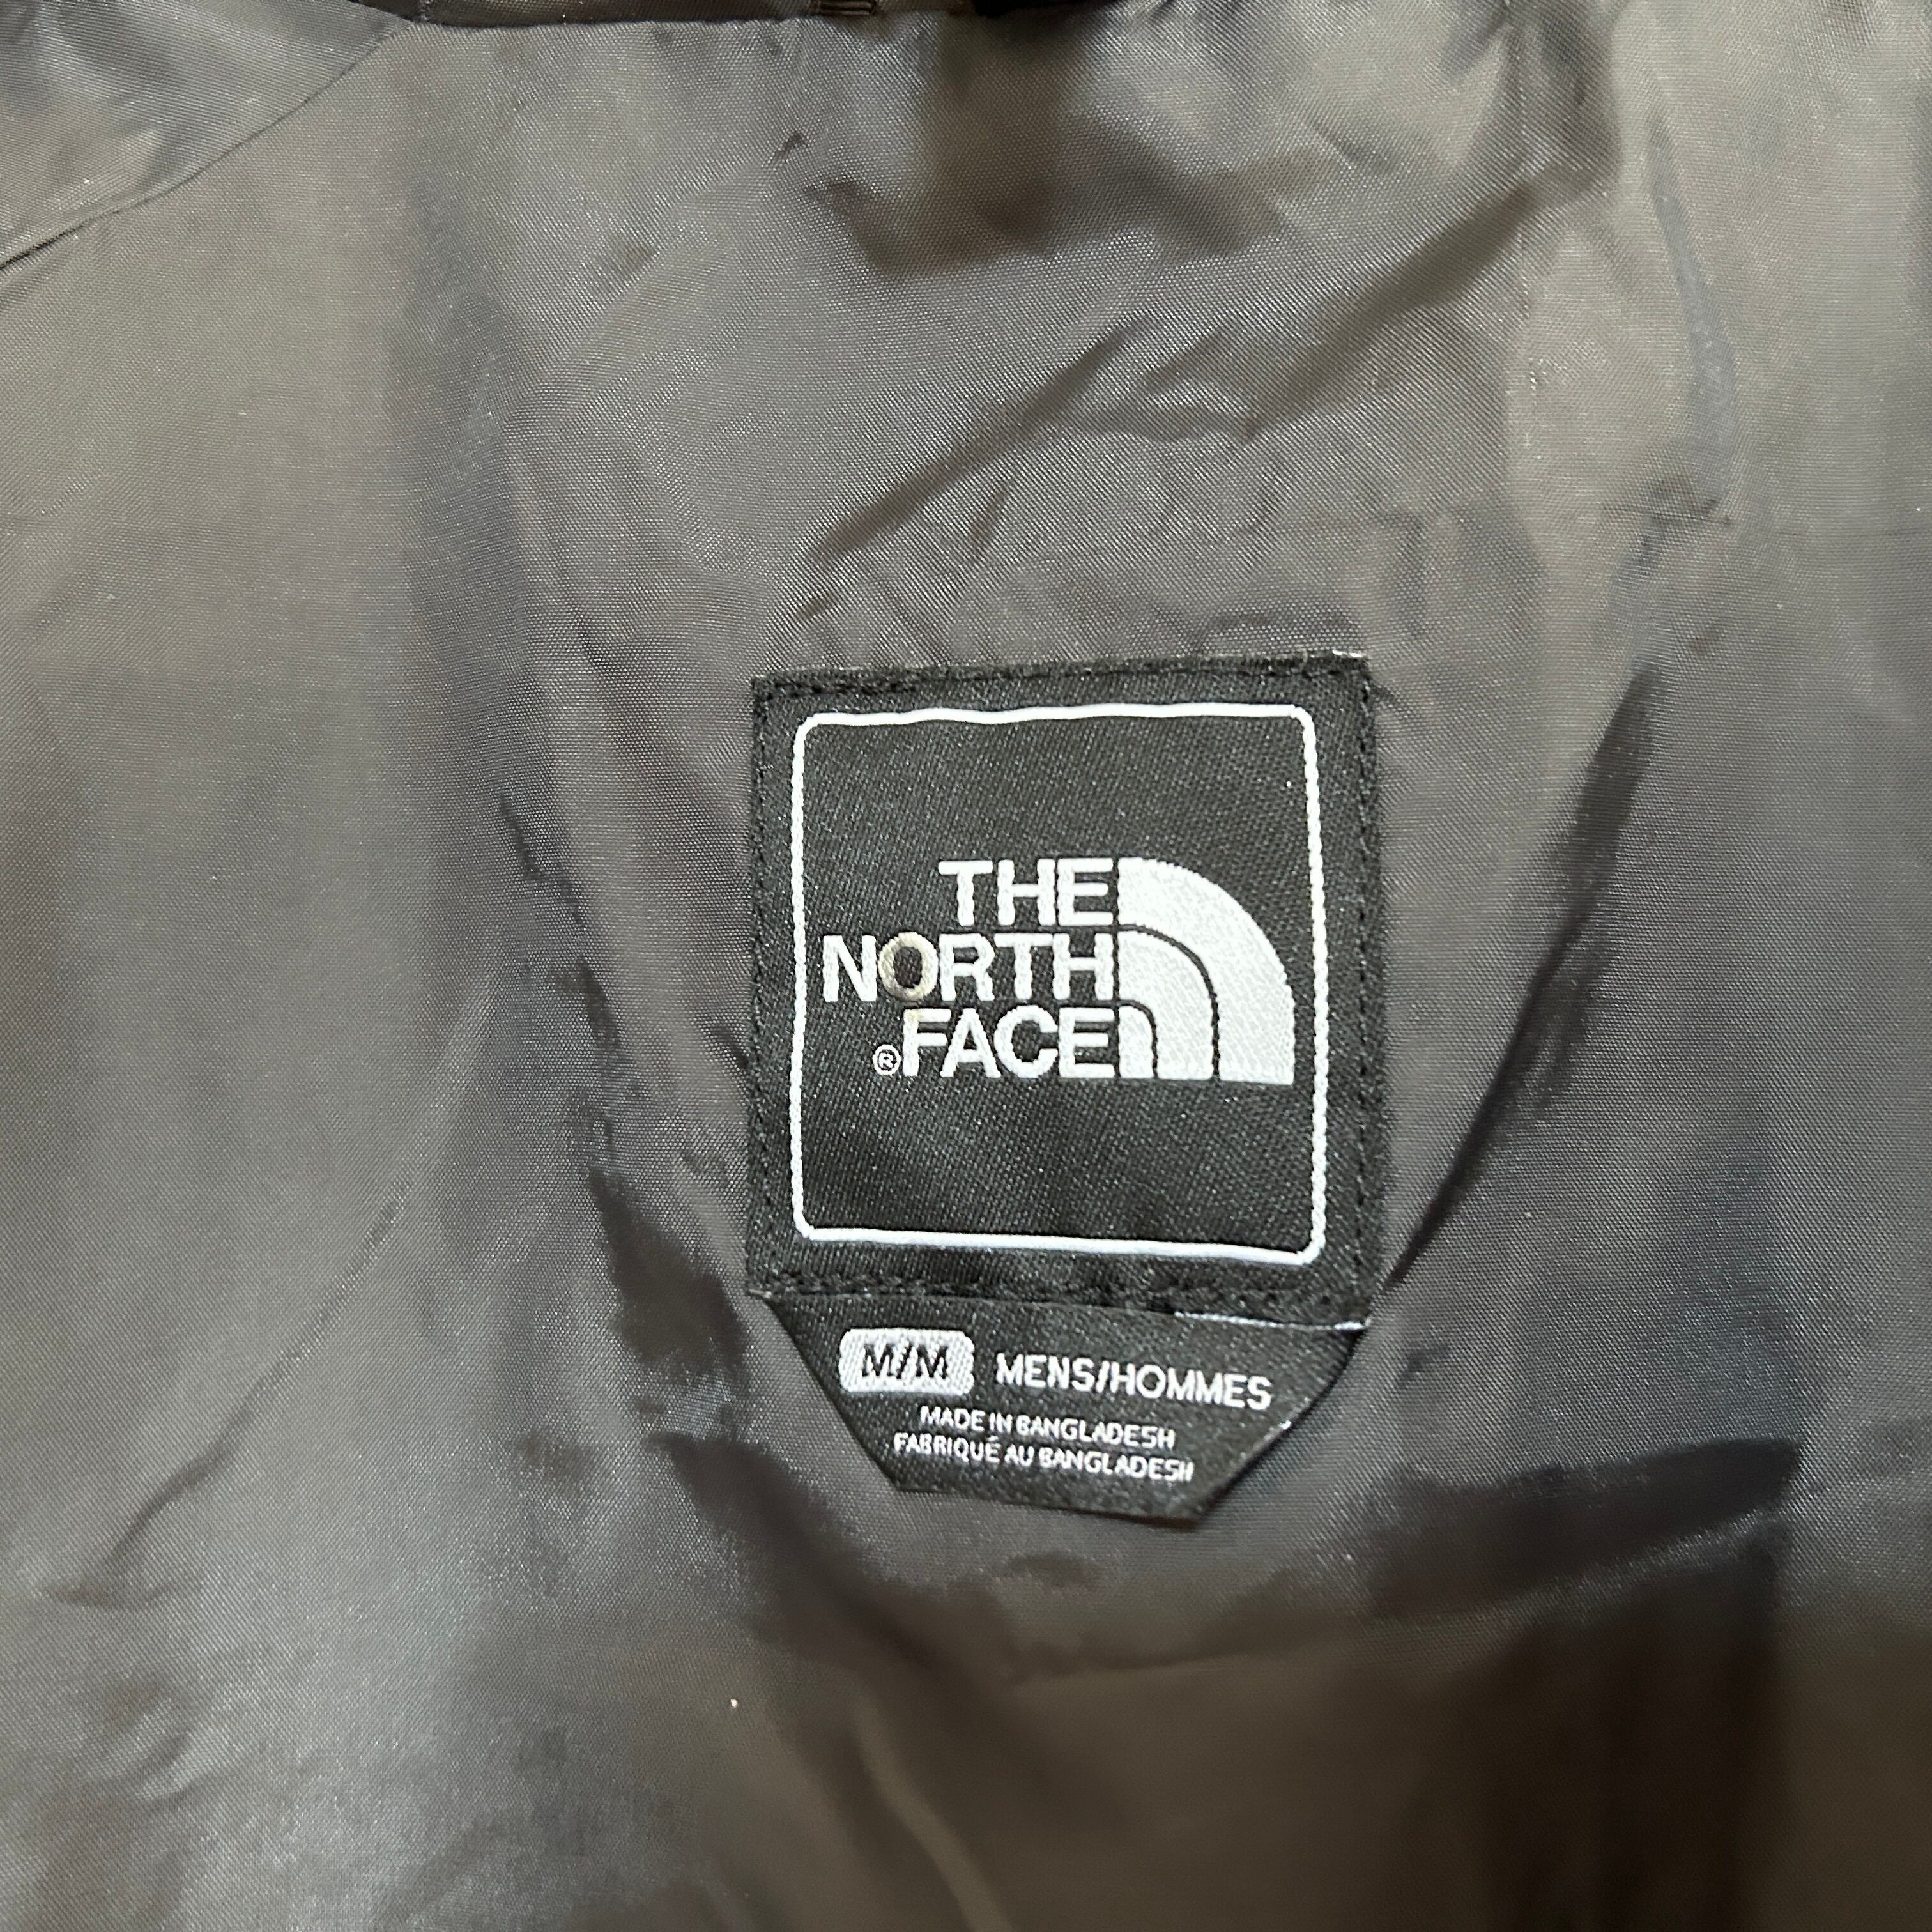 THE
NORTH
®FACE
M/M MENS/HOMMES
MADE IN BANGLADESH
FABRIQUÉ AU BANGLADESH